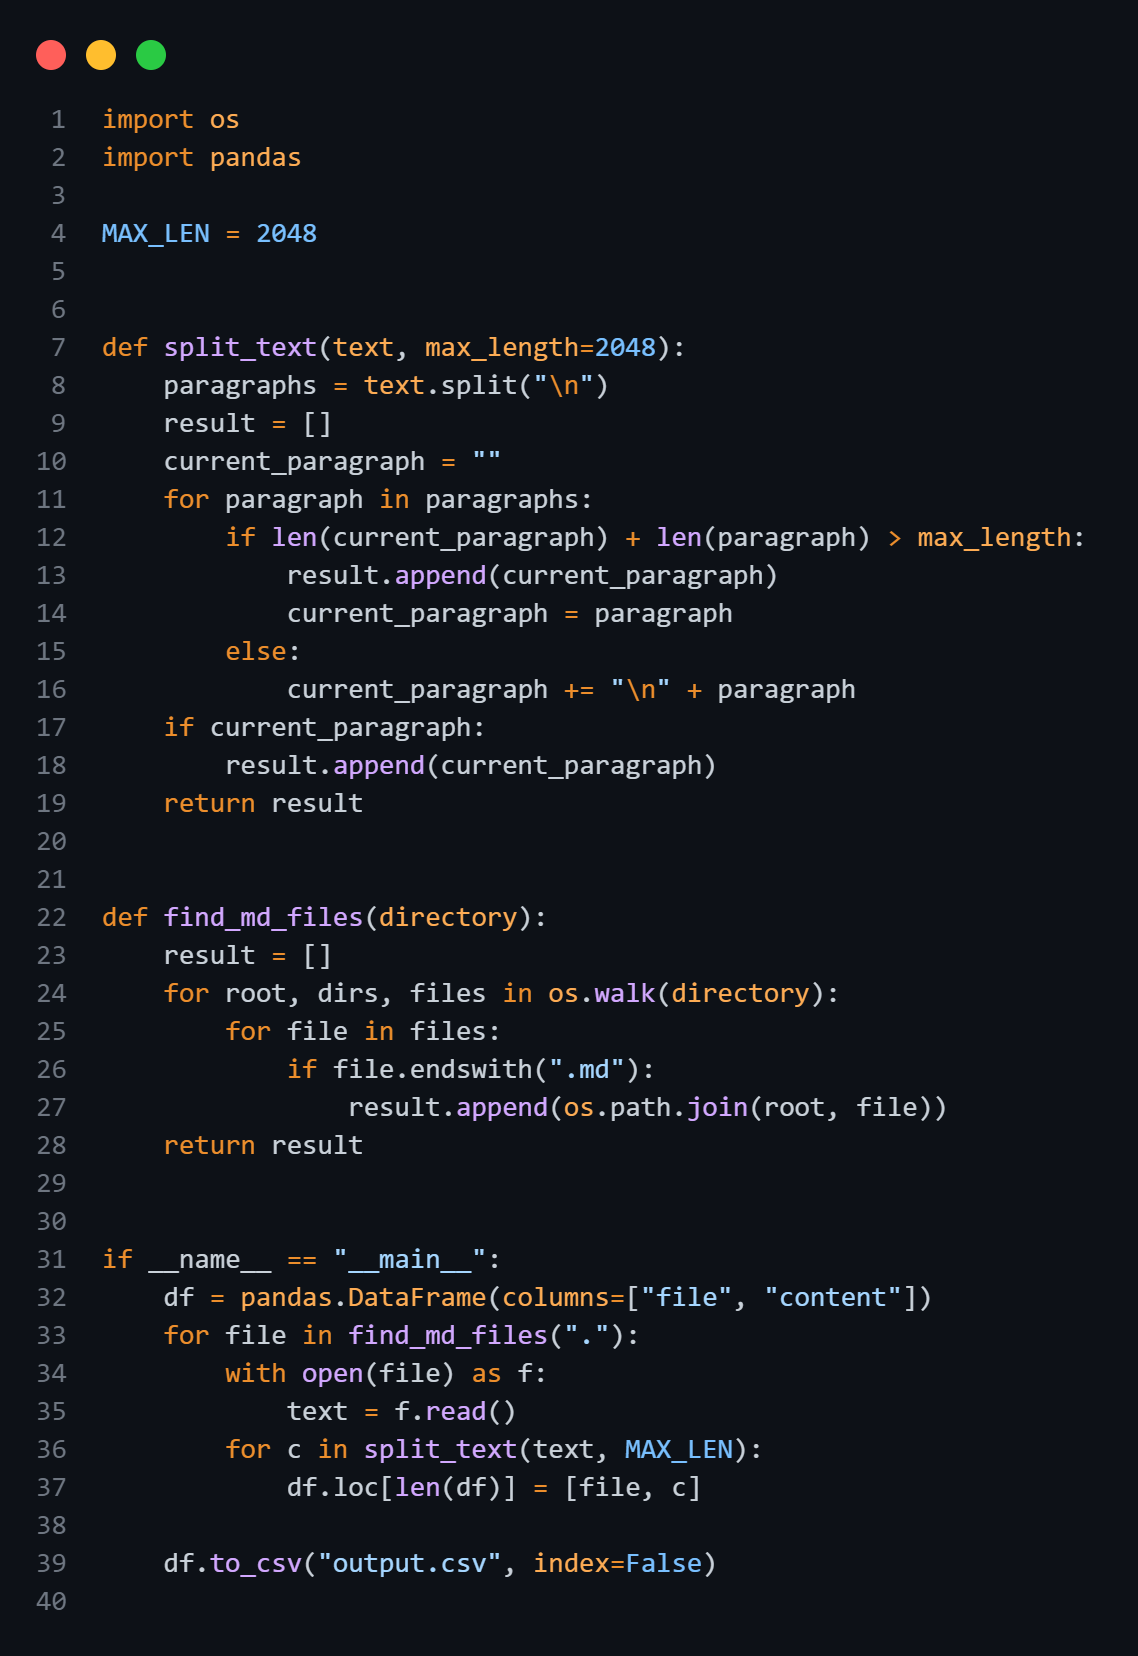 1 import os
2 import pandas
3
4 MAX_LEN = 2048
5
6
7 def split_text(text, max_length=2048):
8     paragraphs = text.split("\n")
9     result = []
10     current_paragraph = ""
11     for paragraph in paragraphs:
12         if len(current_paragraph) + len(paragraph) > max_length:
13             result.append(current_paragraph)
14             current_paragraph = paragraph
15         else:
16             current_paragraph += "\n" + paragraph
17     if current_paragraph:
18         result.append(current_paragraph)
19     return result
20
21
22 def find_md_files(directory):
23     result = []
24     for root, dirs, files in os.walk(directory):
25         for file in files:
26             if file.endswith(".md"):
27                 result.append(os.path.join(root, file))
28     return result
29
30
31 if __name__ == "__main__":
32     df = pandas.DataFrame(columns=["file", "content"])
33     for file in find_md_files("."):
34         with open(file) as f:
35             text = f.read()
36         for c in split_text(text, MAX_LEN):
37             df.loc[len(df)] = [file, c]
38
39     df.to_csv("output.csv", index=False)
40